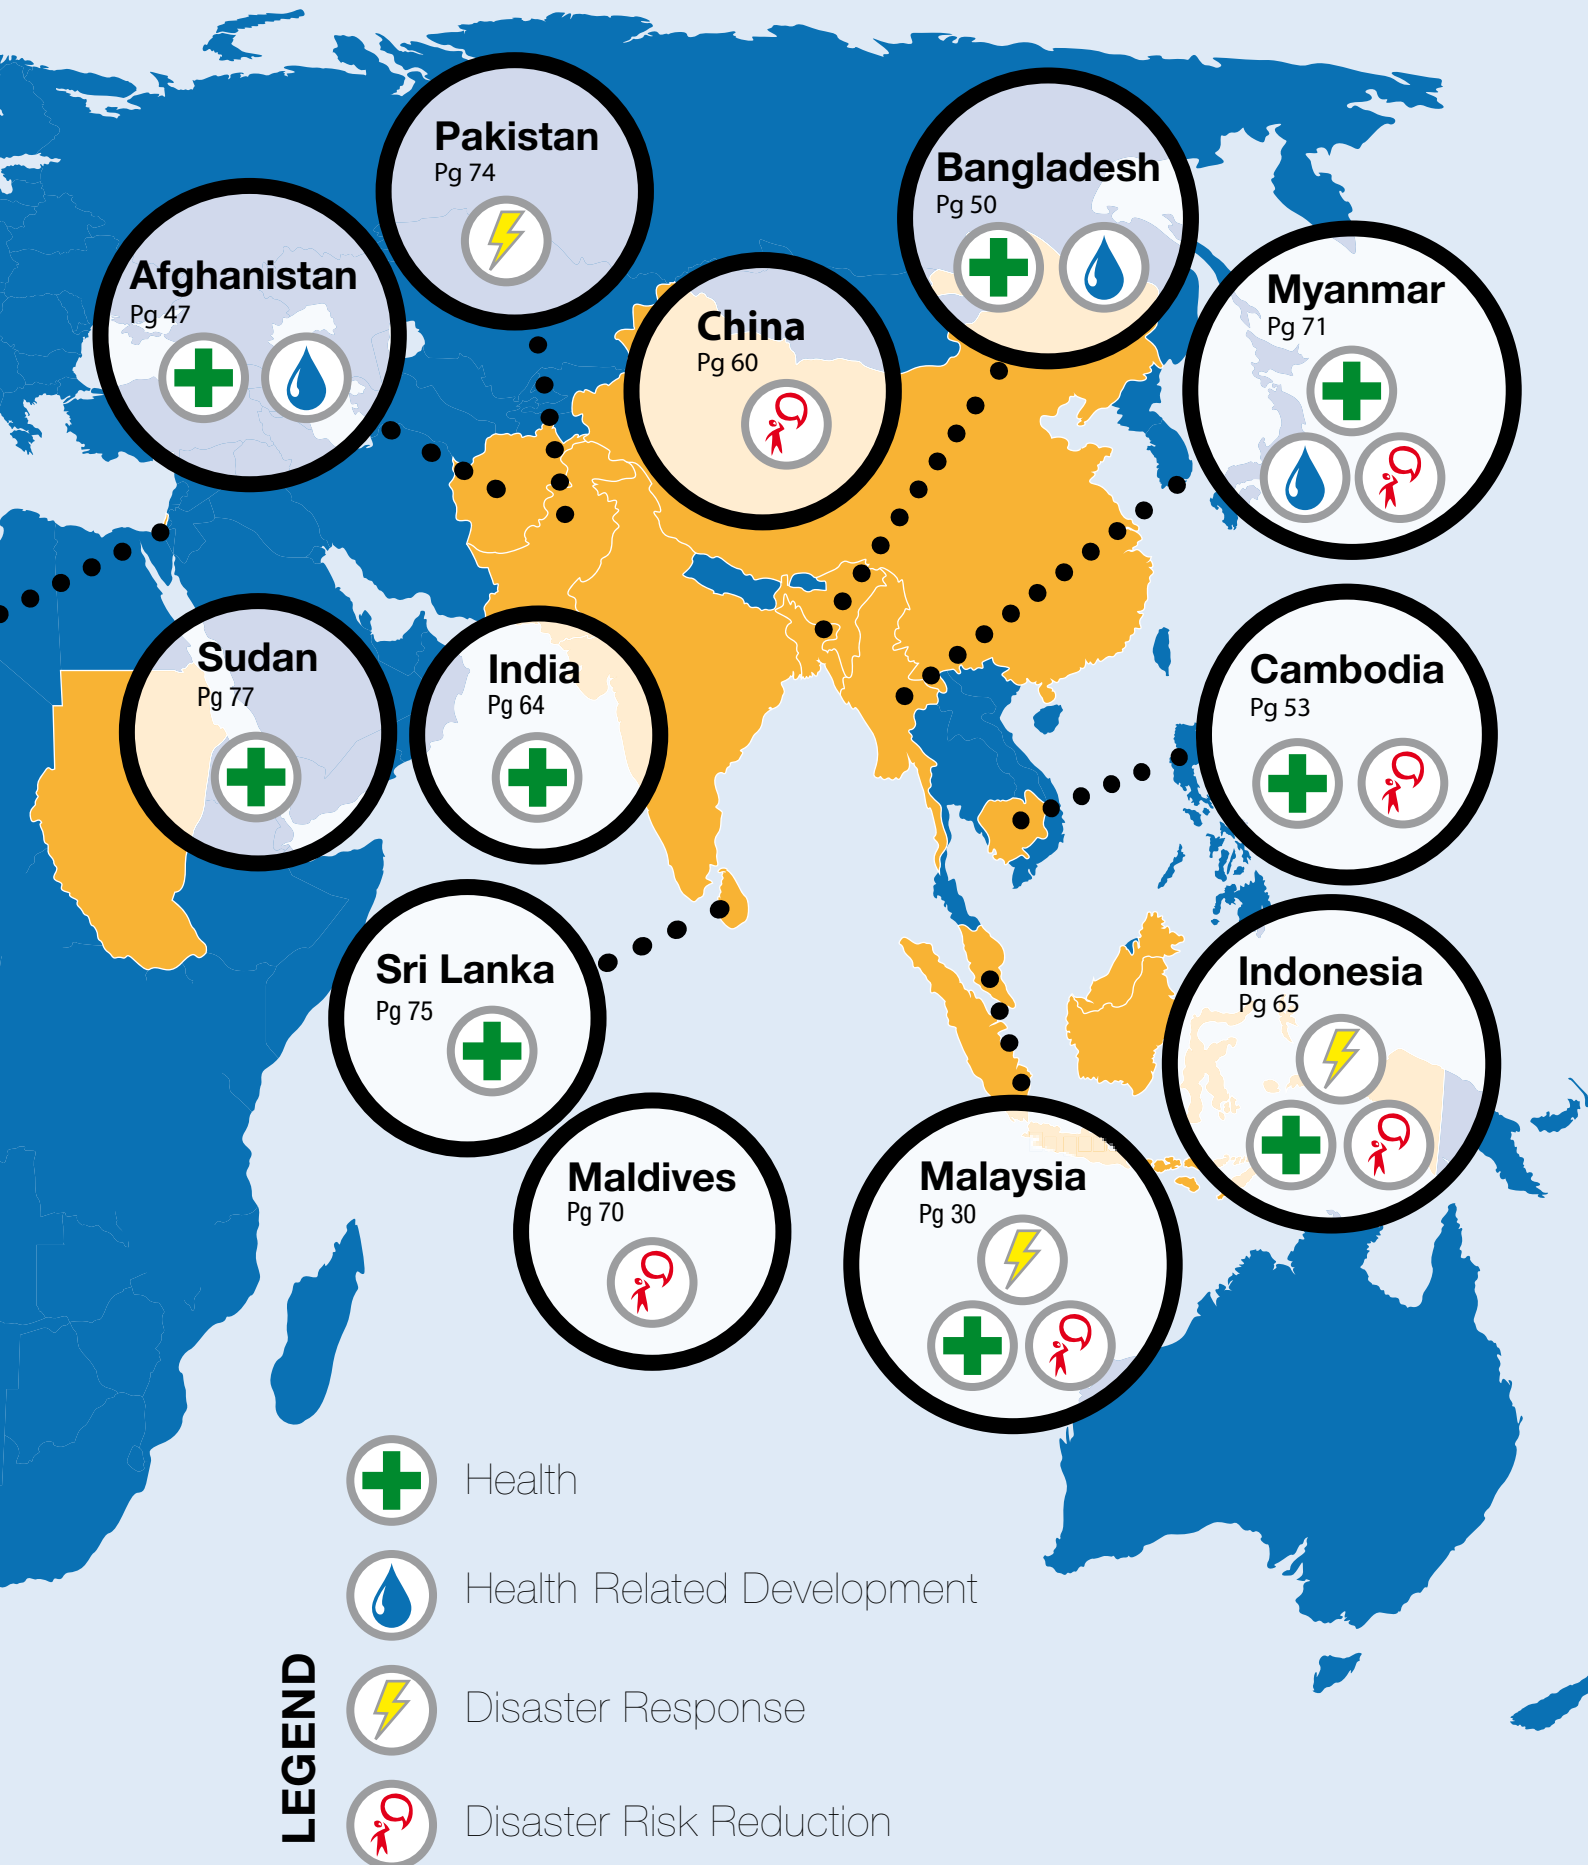 Pakistan
Pg 74
Bangladesh
Pg 50
Afghanistan
Pg 47
China
Pg 60
Myanmar
Pg 71
Sudan
Pg 77
India
Pg 64
Cambodia
Pg 53
Sri Lanka
Pg 75
Indonesia
Pg 65
Maldives
Pg 70
Malaysia
Pg 30
LEGEND
Health
Health Related Development
Disaster Response
Disaster Risk Reduction